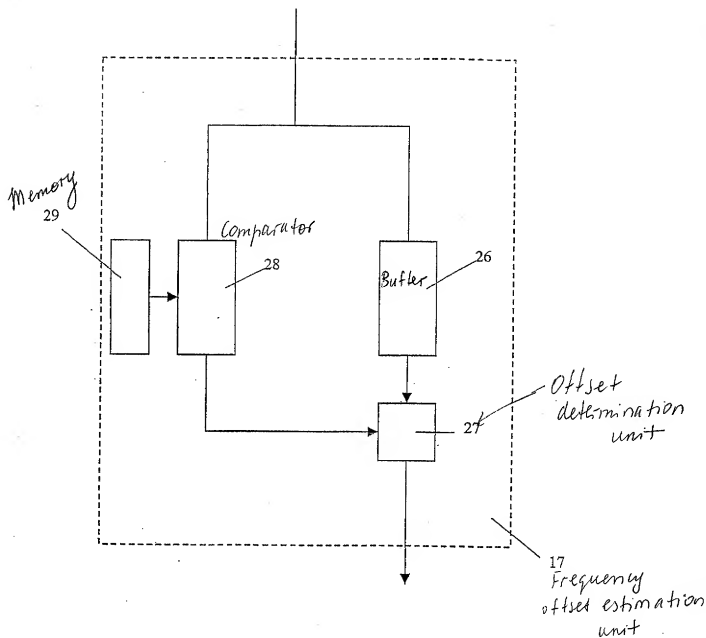 Memory
29
Comparator
28
Buffer
26
27
Offset
determination
unit
17
Frequency
offset estimation
unit